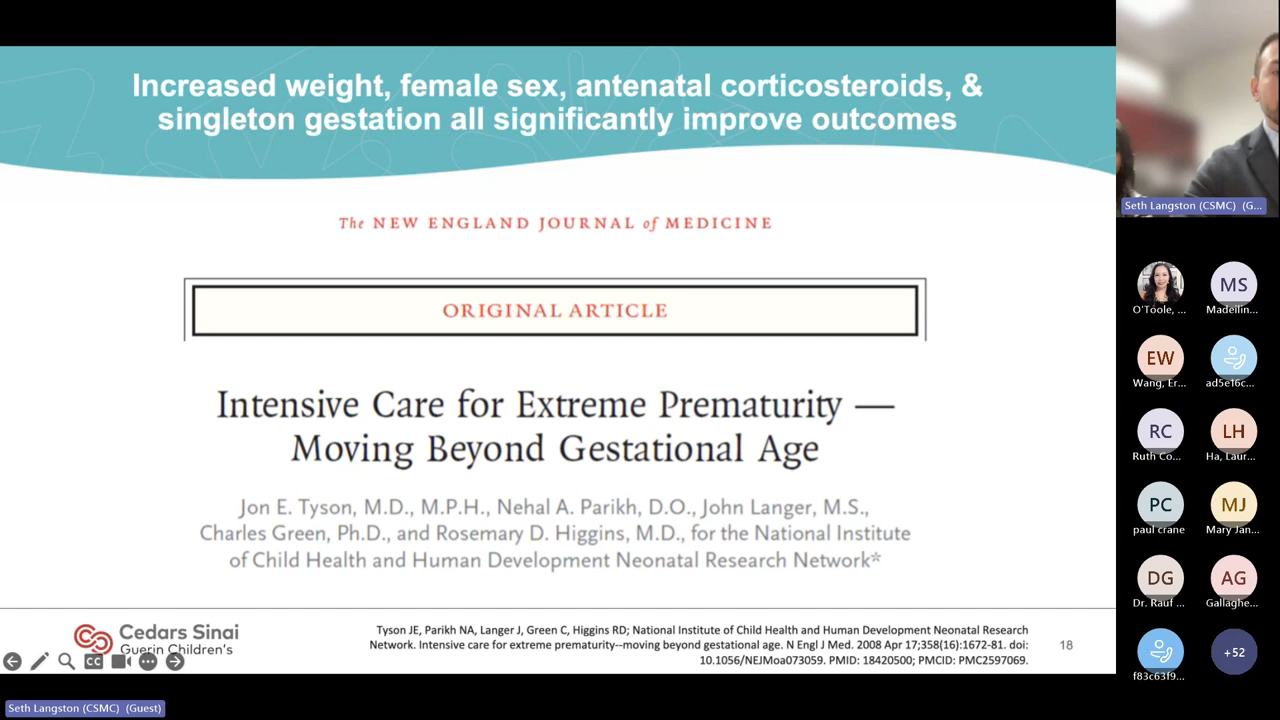 Increased weight, female sex, antenatal corticosteroids, &
singleton gestation all significantly improve outcomes
The NEW ENGLAND JOURNAL of MEDICINE
ORIGINAL ARTICLE
Intensive Care for Extreme Prematurity —
Moving Beyond Gestational Age
Jon E. Tyson, M.D., M.P.H., Nehal A. Parikh, D.O., John Langer, M.S.,
Charles Green, Ph.D., and Rosemary D. Higgins, M.D., for the National Institute
of Child Health and Human Development Neonatal Research Network*
Cedars Sinai
Guerin Children's
CC
Tyson JE, Parikh NA, Langer J, Green C, Higgins RD; National Institute of Child Health and Human Development Neonatal Research
Network. Intensive care for extreme prematurity--moving beyond gestational age. N Engl J Med. 2008 Apr 17;358(16):1672-81. doi:
10.1056/NEJMoa073059. PMID: 18420500; PMCID: PMC2597069.
18
Seth Langston (CSMC) (Guest)
Seth Langston (CSMC) (G...
MS
O'Toole, ...
Madeilin...
EW
Wang, Er...
ad5e16c...
RC
LH
Ruth Co...
Ha, Laur...
PC
MJ
paul crane
Mary Jan...
DG
AG
Dr. Rauf ...
Gallaghe...
+52
f83c63f9...